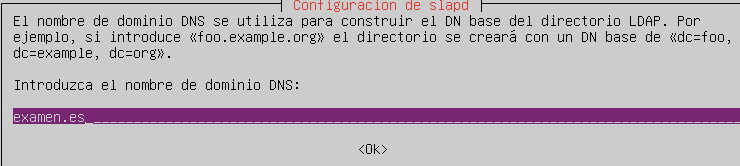 Configuracion de slapd
El nombre de dominio DNS se utiliza para construir el DN base del directorio LDAP. Por
ejemplo, si introduce «foo.example.org» el directorio se creará con un DN base de «dc=foo,
dc=example, dc=org».
Introduzca el nombre de dominio DNS:
examen.es
<Ok>